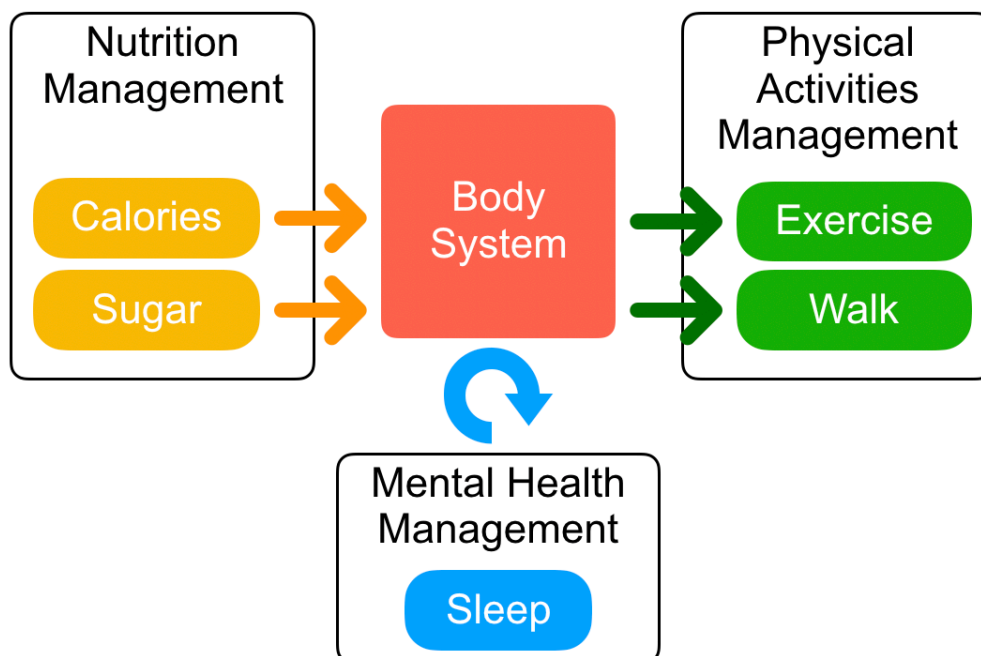 Nutrition
Management
Calories
Sugar
Body
System
Physical
Activities
Management
Exercise
Walk
Mental Health
Management
Sleep